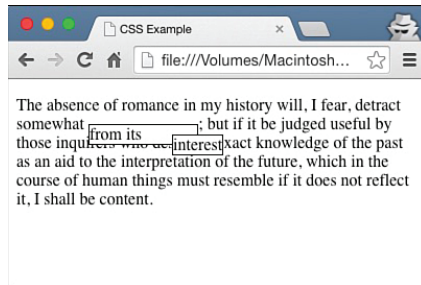 CSS Example
file:///Volumes/Macintosh...
The absence of romance in my history will, I fear, detract
somewhat from its ; but if it be judged useful by
those inquirers who interest exact knowledge of the past
as an aid to the interpretation of the future, which in the
course of human things must resemble if it does not reflect
it, I shall be content.